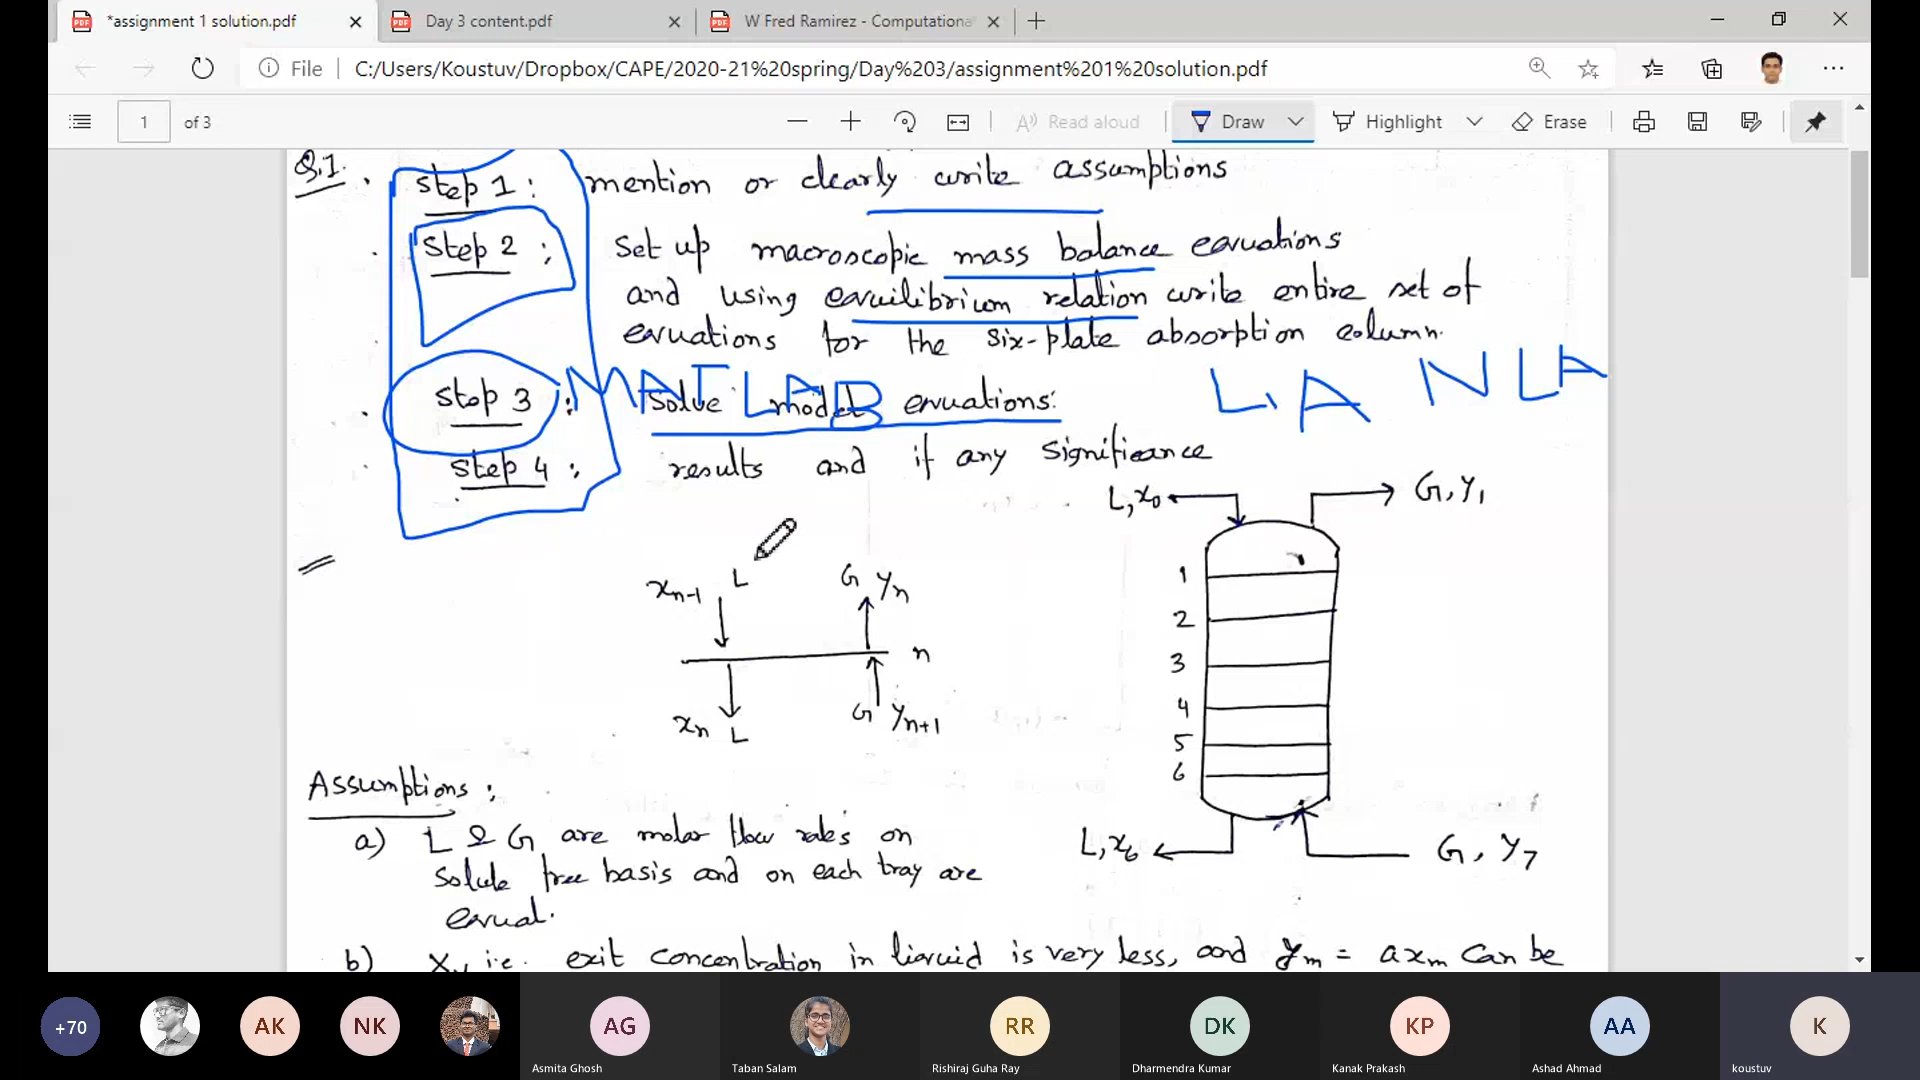 *assignment 1 solution.pdf
Day 3 content.pdf
W Fred Ramirez - Computationa
File
C:/Users/Koustuv/Dropbox/CAPE/2020-21%20spring/Day%203/assignment%201%20solution.pdf
1 of 3
Read aloud
Draw
Highlight
Erase
Q.1. step 1: mention or clearly write assumptions
Step 2: Set up macroscopic mass balance equations
and using equilibrium relation write entire set of
equations for the six-plate absorption column.
MATLAB LA NLA
step 3: Solve model equations:
step 4: results and if any significance
L, x0
G, y1
xn-1 L
G yn
n
xn L
G yn+1
1
2
3
4
5
6
L, x6
G, y7
Assumptions:
a) L & G are molar flow rates on
solute free basis and on each tray are
equal.
b) i.e. exit concentration in liquid is very less, and ym = axm can be
+70
AK
NK
AG
Asmita Ghosh
Taban Salam
RR
Rishiraj Guha Ray
DK
Dharmendra Kumar
KP
Kanak Prakash
AA
Ashad Ahmad
K
koustuv